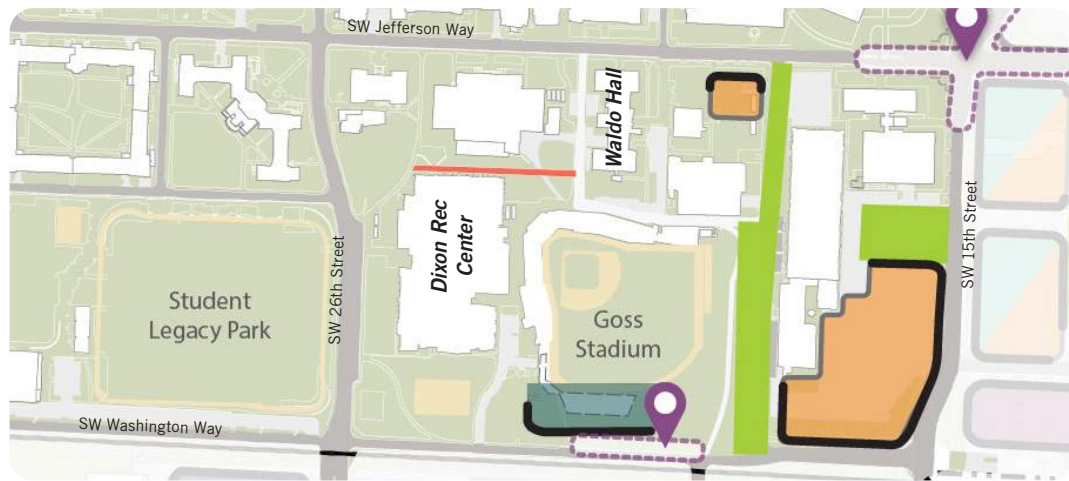 SW Jefferson Way
Waldo Hall
Dixon Rec
Center
SW 15th Street
SW 26th Street
Student
Legacy Park
Goss
Stadium
SW Washington Way